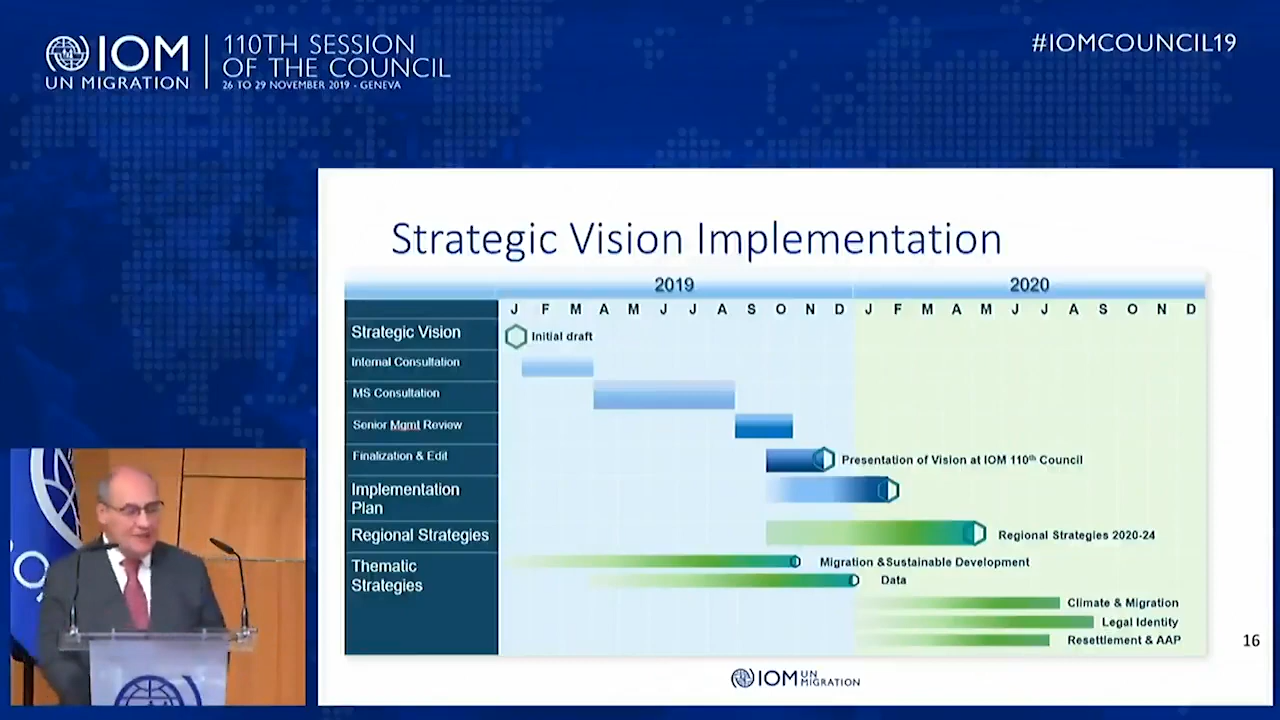 IOM
UN MIGRATION
110TH SESSION
OF THE COUNCIL
26 TO 29 NOVEMBER 2019 - GENEVA
#IOMCOUNCIL19
Strategic Vision Implementation
2019 2020
J F M A M J J A S O N D J F M A M J J A S O D N D
Strategic Vision
Initial draft
Internal Consultation
MS Consultation
Senior Mgmt Review
Finalization & Edit
Presentation of Vision at IOM 110th Council
Implementation
Plan
Regional Strategies
Regional Strategies 2020-24
Thematic
Strategies
Migration &Sustainable Development
Data
Climate & Migration
Legal Identity
Resettlement & AAP
16
IOM UN
MIGRATION